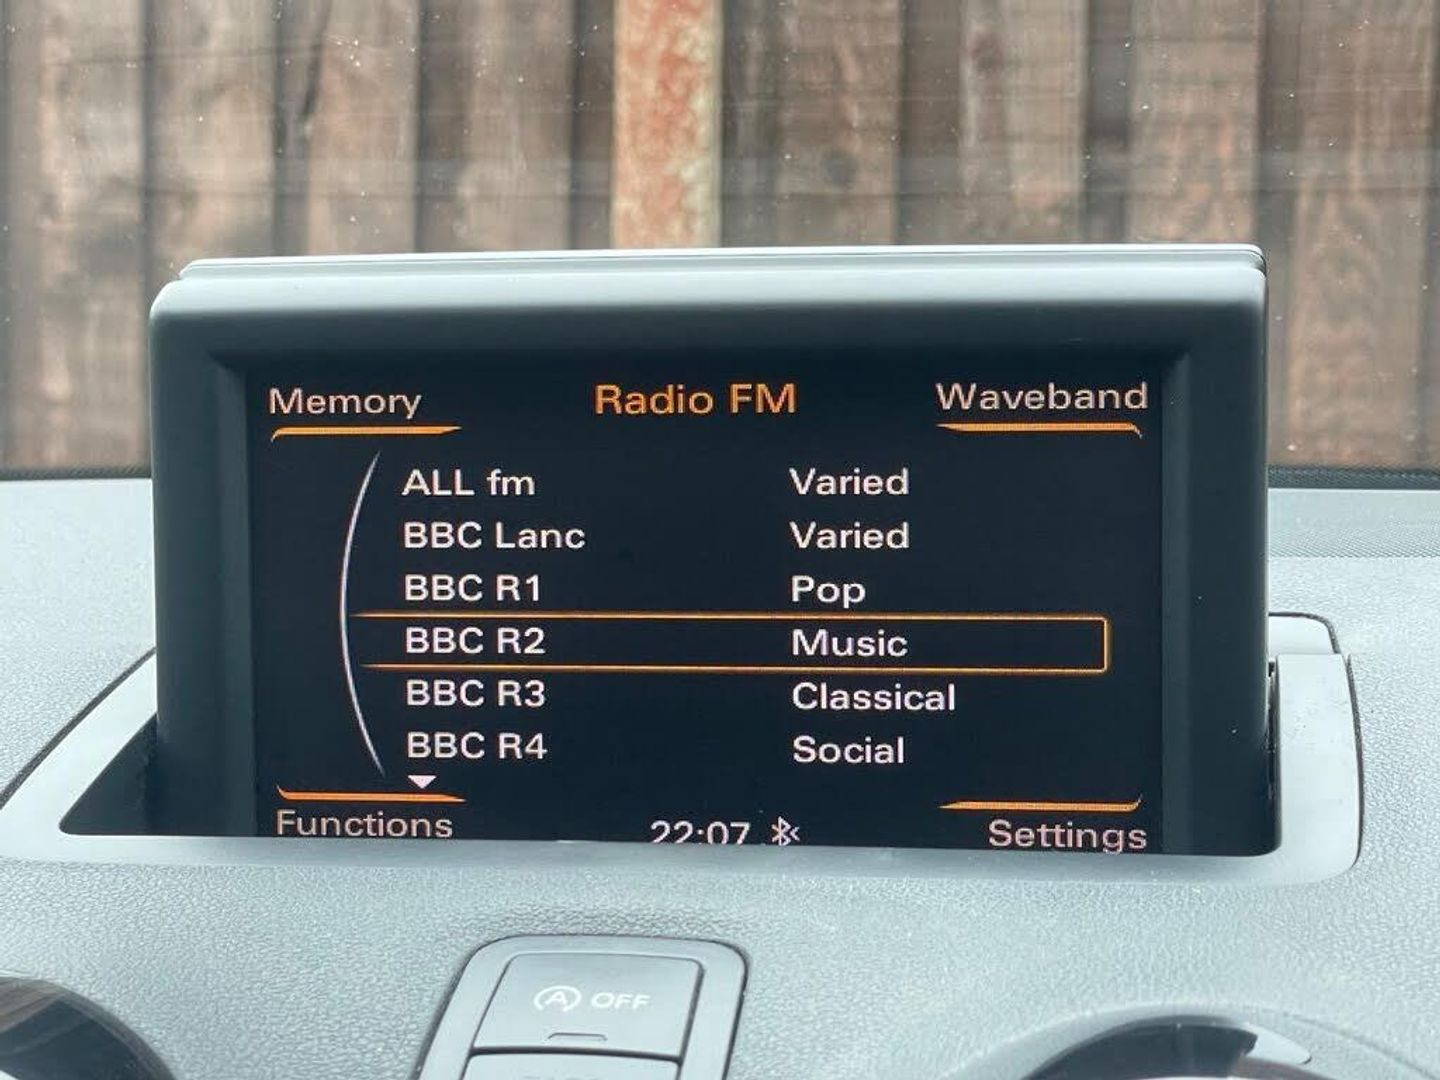 Memory Radio FM Waveband
ALL fm Varied
BBC Lanc Varied
BBC R1 Pop
BBC R2 Music
BBC R3 Classical
BBC R4 Social
Functions 22:07 Settings
A OFF